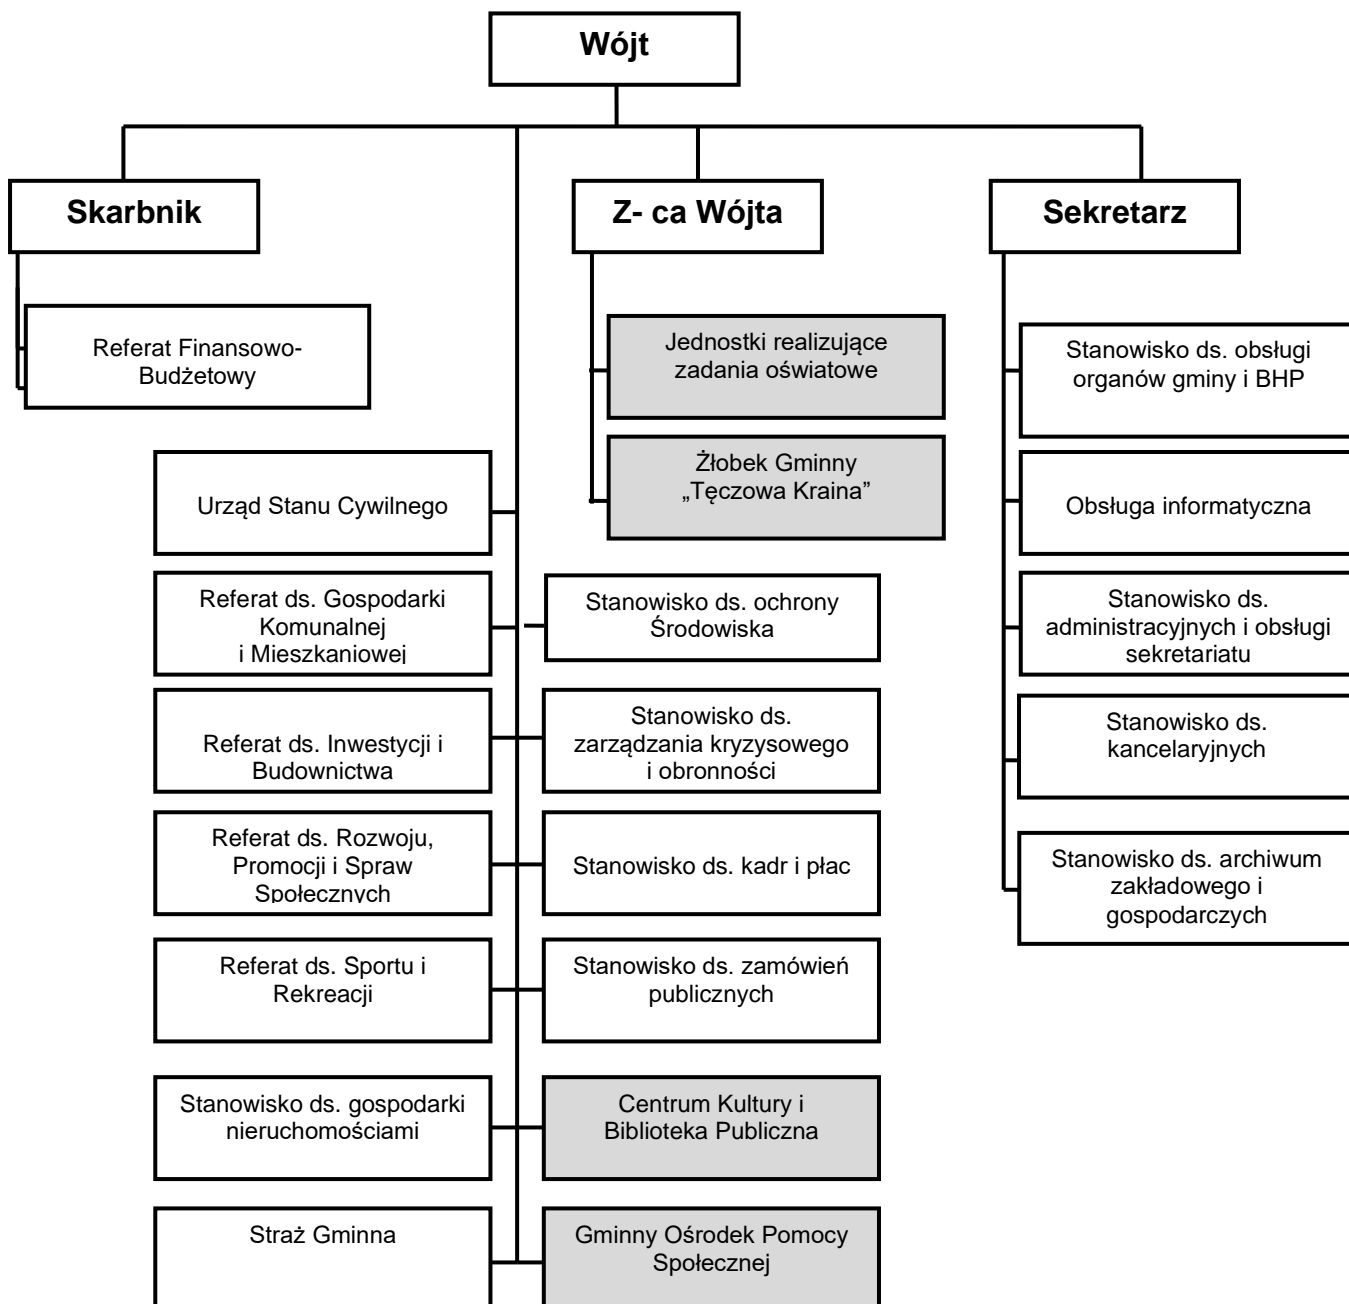 Wójt
Skarbnik
Z- ca Wójta
Sekretarz
Referat Finansowo-
Budżetowy
Jednostki realizujące
zadania oświatowe
Żłobek Gminny
„Tęczowa Kraina”
Stanowisko ds. obsługi
organów gminy i BHP
Obsługa informatyczna
Stanowisko ds.
administracyjnych i obsługi
sekretariatu
Stanowisko ds.
kancelaryjnych
Stanowisko ds. archiwum
zakładowego i
gospodarczych
Urząd Stanu Cywilnego
Referat ds. Gospodarki
Komunalnej
i Mieszkaniowej
Stanowisko ds. ochrony
Środowiska
Referat ds. Inwestycji i
Budownictwa
Stanowisko ds.
zarządzania kryzysowego
i obronności
Referat ds. Rozwoju,
Promocji i Spraw
Społecznych
Stanowisko ds. kadr i płac
Referat ds. Sportu i
Rekreacji
Stanowisko ds. zamówień
publicznych
Stanowisko ds. gospodarki
nieruchomościami
Centrum Kultury i
Biblioteka Publiczna
Straż Gminna
Gminny Ośrodek Pomocy
Społecznej